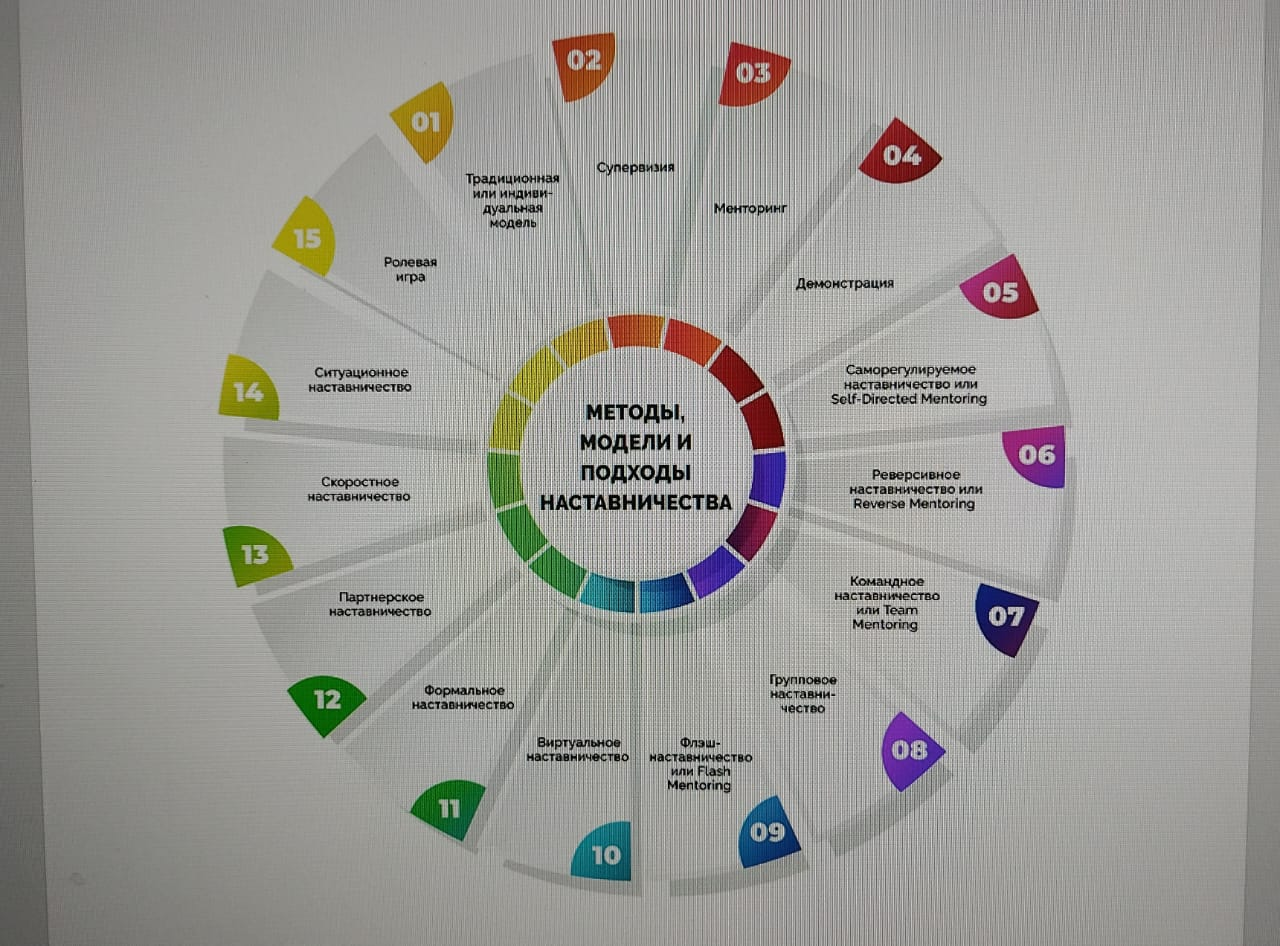 МЕТОДЫ,
МОДЕЛИ И
ПОДХОДЫ
НАСТАВНИЧЕСТВА
01
Традиционная
или индиви-
дуальная
модель
02
Супервизия
03
Менторинг
04
Демонстрация
05
Саморегулируемое
наставничество или
Self-Directed Mentoring
06
Реверсивное
наставничество или
Reverse Mentoring
07
Командное
наставничество
или Team
Mentoring
08
Групповое
настaвни-
чество
09
Флэш-
наставничество
или Flash
Mentoring
10
Виртуальное
наставничество
11
Формальное
наставничество
12
Партнерское
наставничество
13
Скоростное
наставничество
14
Ситуационное
наставничество
15
Ролевая
игра